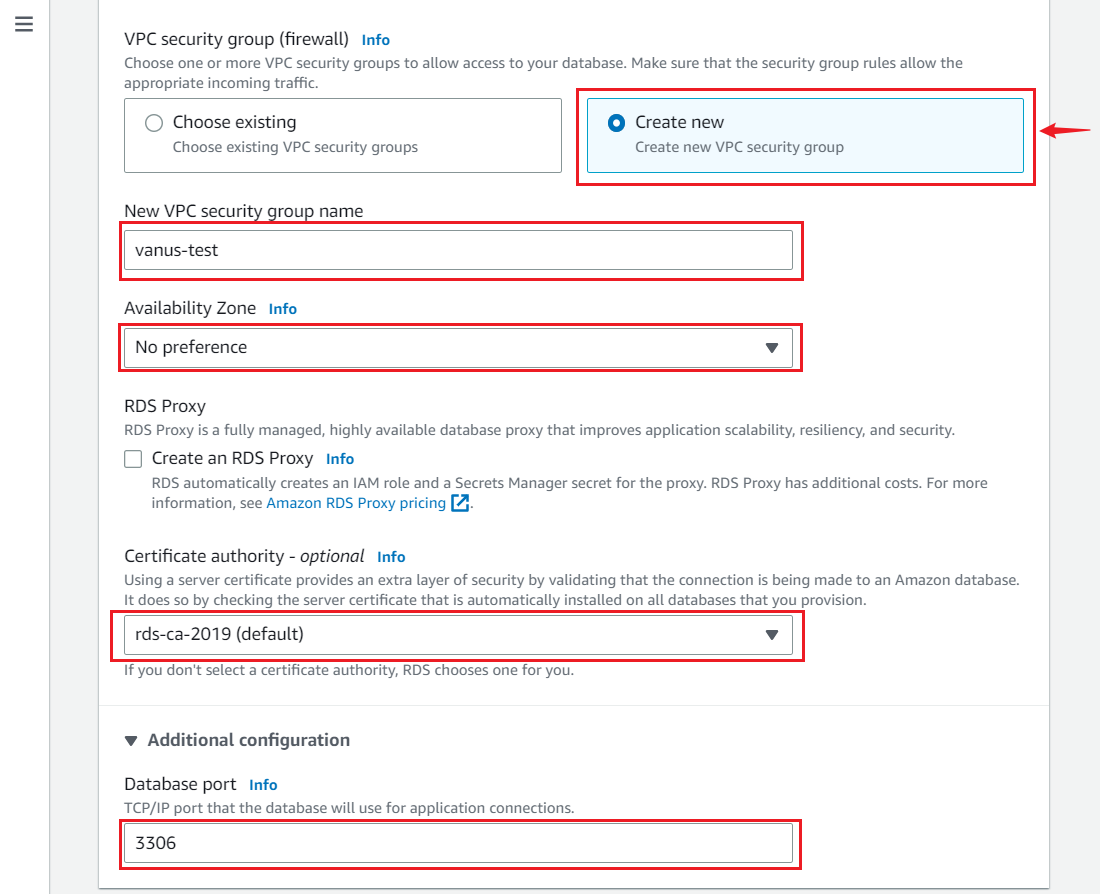 VPC security group (firewall) Info
Choose one or more VPC security groups to allow access to your database. Make sure that the security group rules allow the
appropriate incoming traffic.
Choose existing
Choose existing VPC security groups
Create new
Create new VPC security group
New VPC security group name
vanus-test
Availability Zone Info
No preference
RDS Proxy
RDS Proxy is a fully managed, highly available database proxy that improves application scalability, resiliency, and security.
Create an RDS Proxy Info
RDS automatically creates an IAM role and a Secrets Manager secret for the proxy. RDS Proxy has additional costs. For more
information, see Amazon RDS Proxy pricing.
Certificate authority - optional Info
Using a server certificate provides an extra layer of security by validating that the connection is being made to an Amazon database.
It does so by checking the server certificate that is automatically installed on all databases that you provision.
rds-ca-2019 (default)
If you don't select a certificate authority, RDS chooses one for you.
Additional configuration
Database port Info
TCP/IP port that the database will use for application connections.
3306